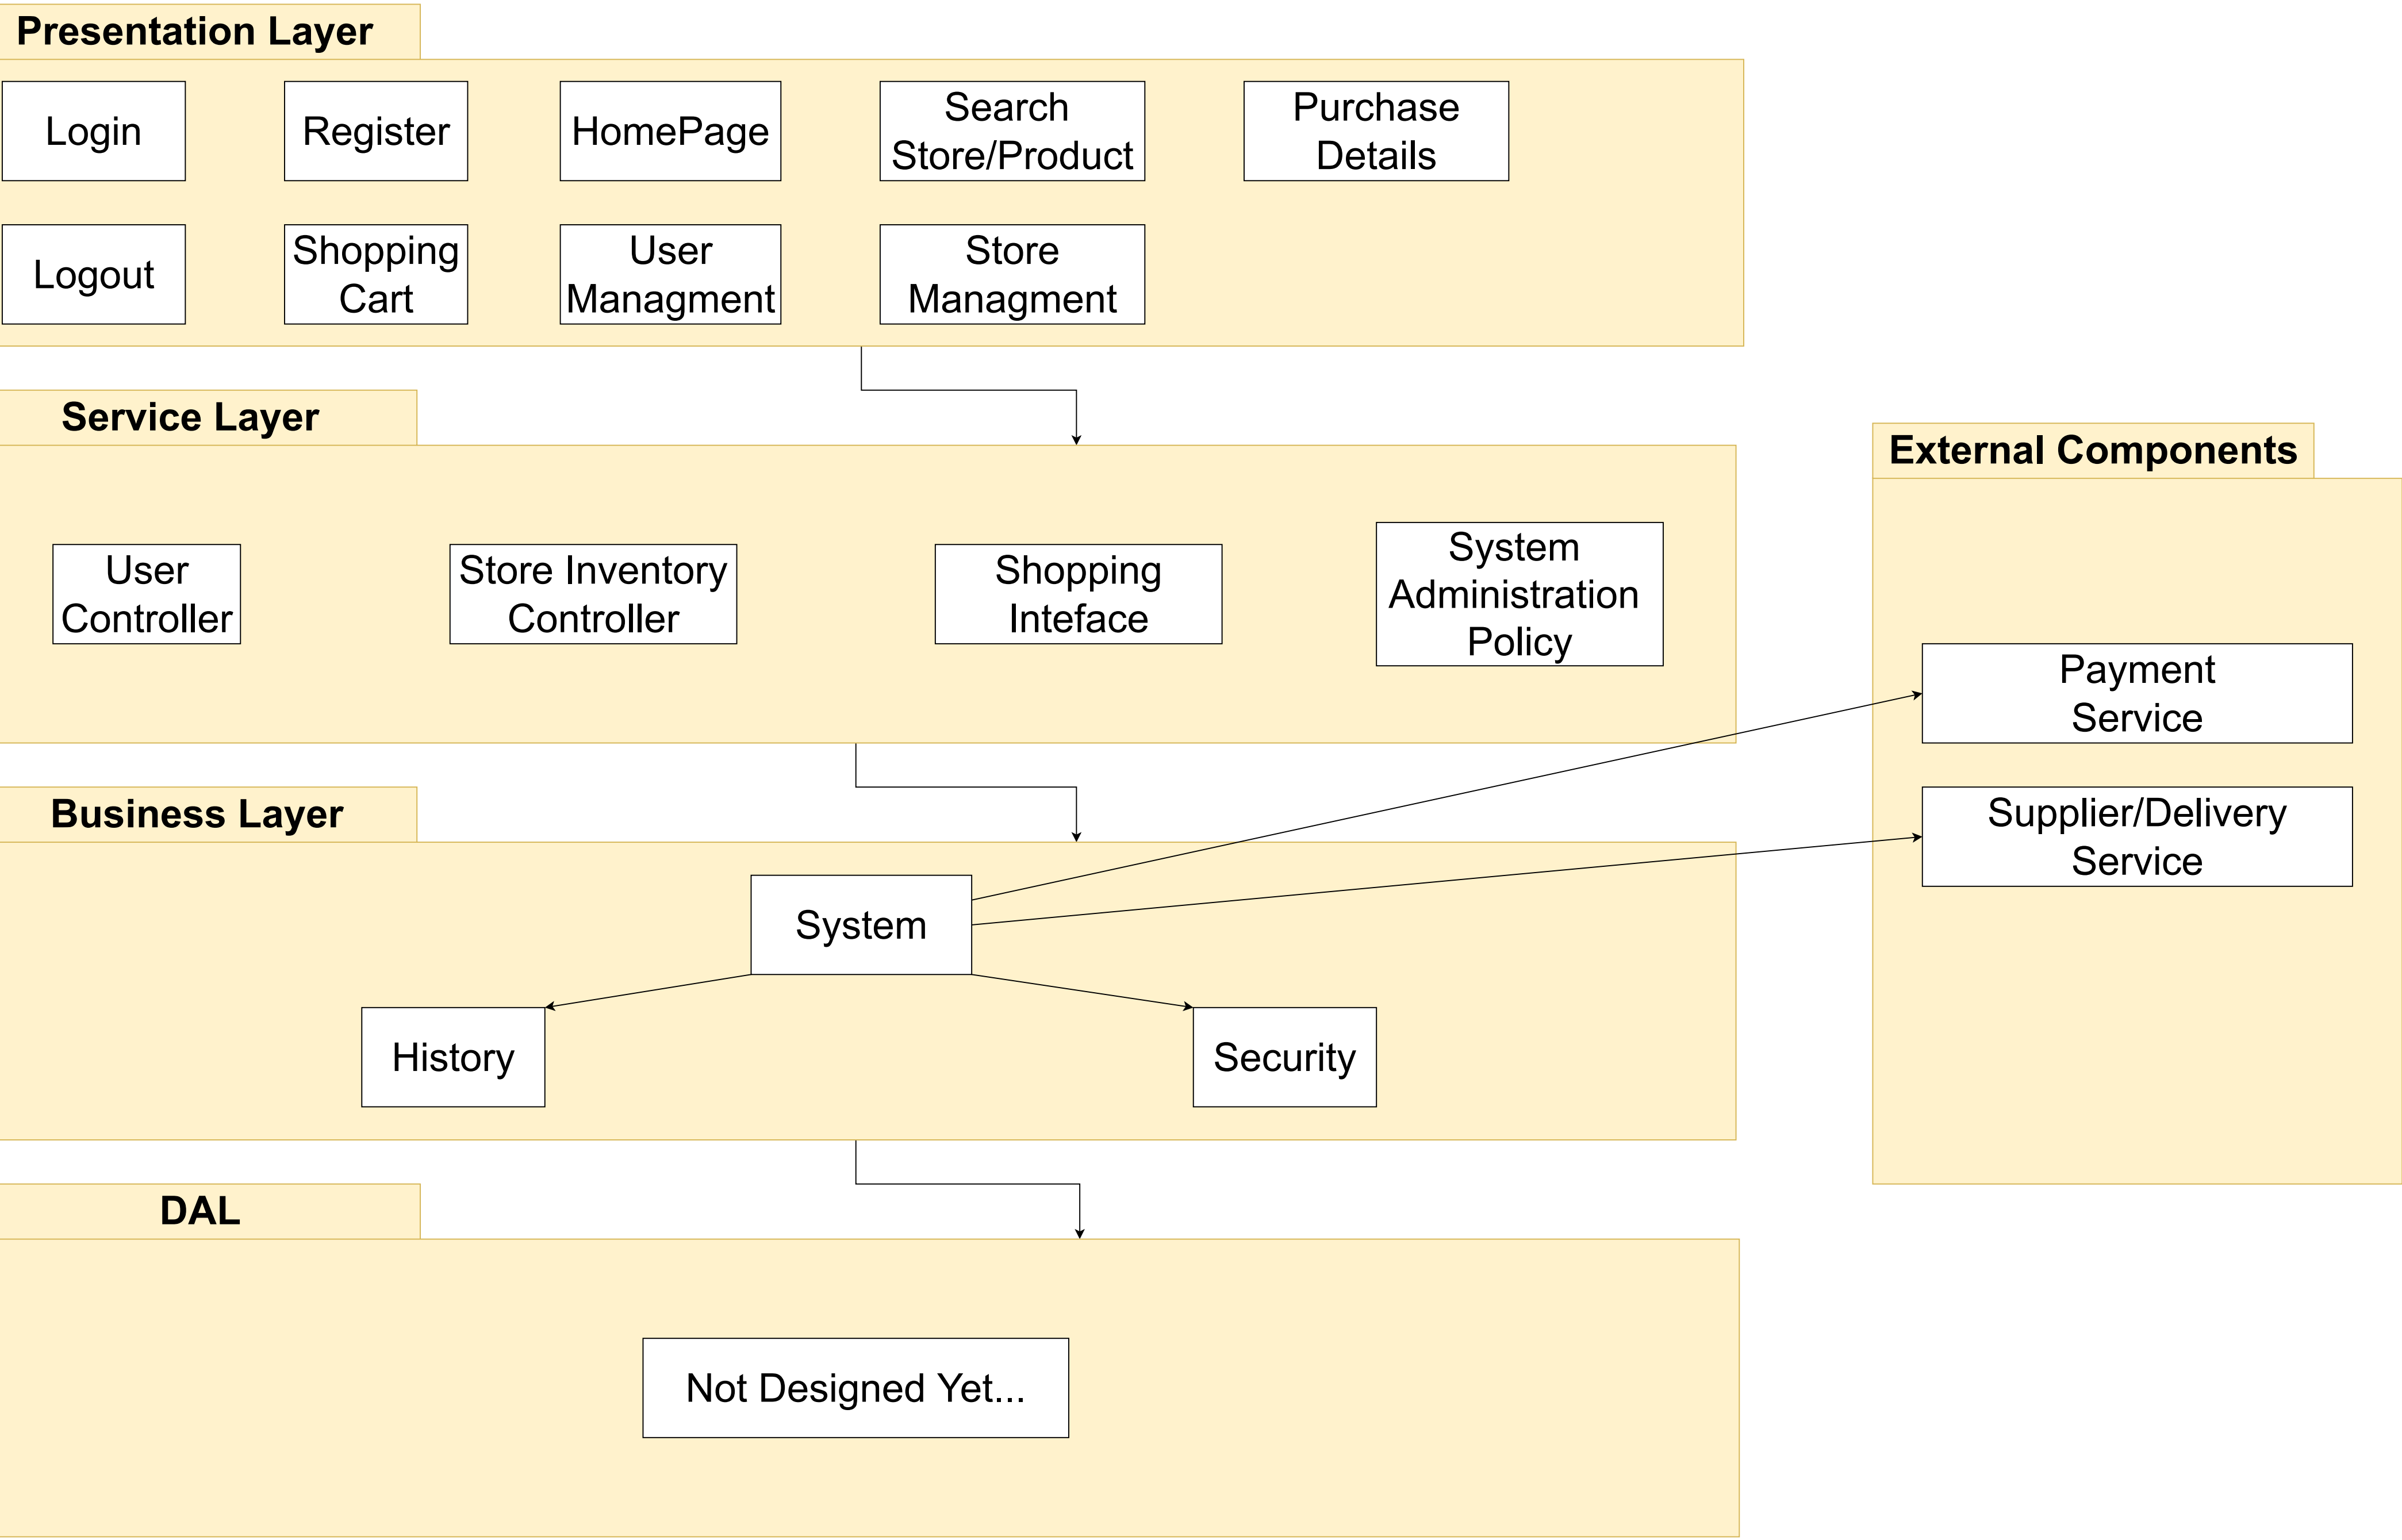 Presentation Layer
Login
Register
HomePage
Search
Store/Product
Purchase
Details
Logout
Shopping
Cart
User
Managment
Store
Managment
Service Layer
User
Controller
Store Inventory
Controller
Shopping
Inteface
System
Administration
Policy
External Components
Payment
Service
Supplier/Delivery
Service
Business Layer
System
History
Security
DAL
Not Designed Yet...